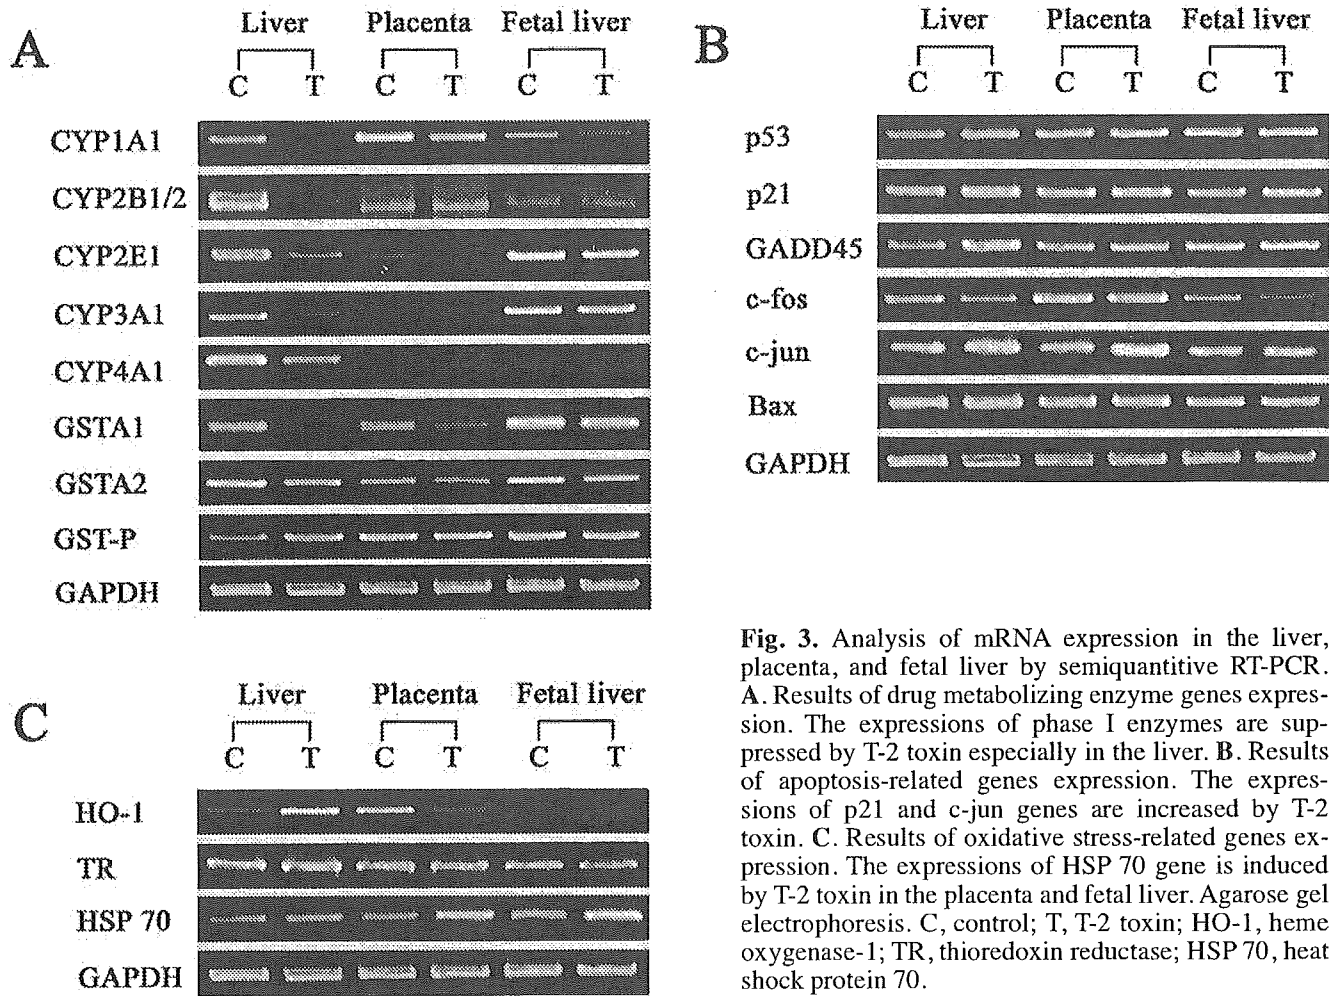 A
Liver Placenta Fetal liver
C T C T C T
CYP1A1
CYP2B1/2
CYP2E1
CYP3A1
CYP4A1
GSTA1
GSTA2
GST-P
GAPDH
B
Liver Placenta Fetal liver
C T C T C T
p53
p21
GADD45
c-fos
c-jun
Bax
GAPDH
C
Liver Placenta Fetal liver
C T C T C T
HO-1
TR
HSP 70
GAPDH
Fig. 3. Analysis of mRNA expression in the liver,
placenta, and fetal liver by semiquantitive RT-PCR.
A. Results of drug metabolizing enzyme genes expres-
sion. The expressions of phase I enzymes are sup-
pressed by T-2 toxin especially in the liver. B. Results
of apoptosis-related genes expression. The expres-
sions of p21 and c-jun genes are increased by T-2
toxin. C. Results of oxidative stress-related genes ex-
pression. The expressions of HSP 70 gene is induced
by T-2 toxin in the placenta and fetal liver. Agarose gel
electrophoresis. C, control; T, T-2 toxin; HO-1, heme
oxygenase-1; TR, thioredoxin reductase; HSP 70, heat
shock protein 70.